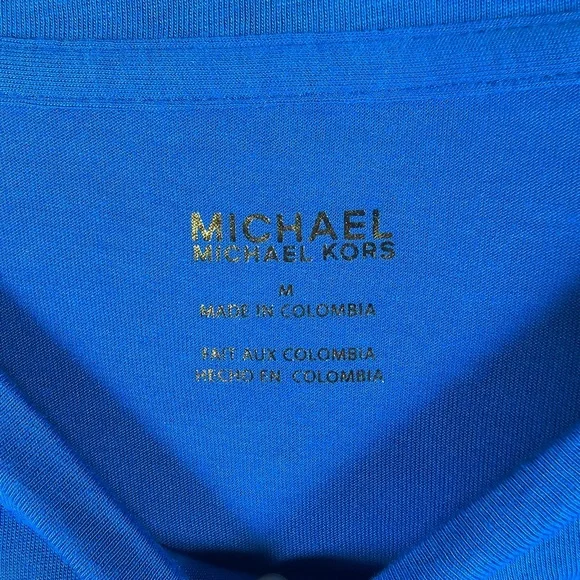 MICHAEL
MICHAEL KORS
M
MADE IN COLOMBIA
FAIT AUX COLOMBIA
HECHO EN COLOMBIA